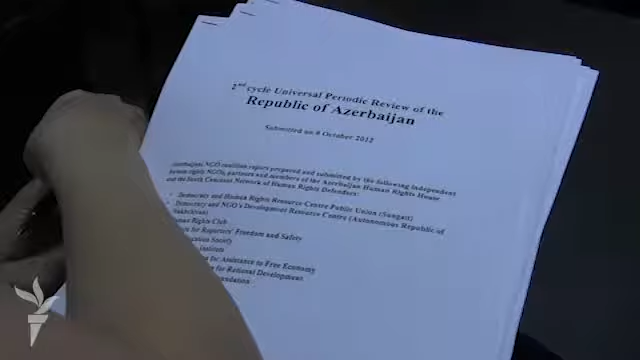 2nd cycle Universal Periodic Review of the
Republic of Azerbaijan
Submitted on 8 October 2012
Azerbaijani NGO coalition report prepared and submitted by the following independent
human rights NGOs, partners and members of the Azerbaijan Human Rights House
and the South Caucasus Network of Human Rights Defenders:
• Democracy and Human Rights Resource Centre Public Union (Sumgait)
• Democracy and NGO's Development Resource Centre (Autonomous Republic of
Nakhchivan)
Human Rights Club
for Reporters' Freedom and Safety
Society
Institute
for Assistance to Free Economy
for Rational Development